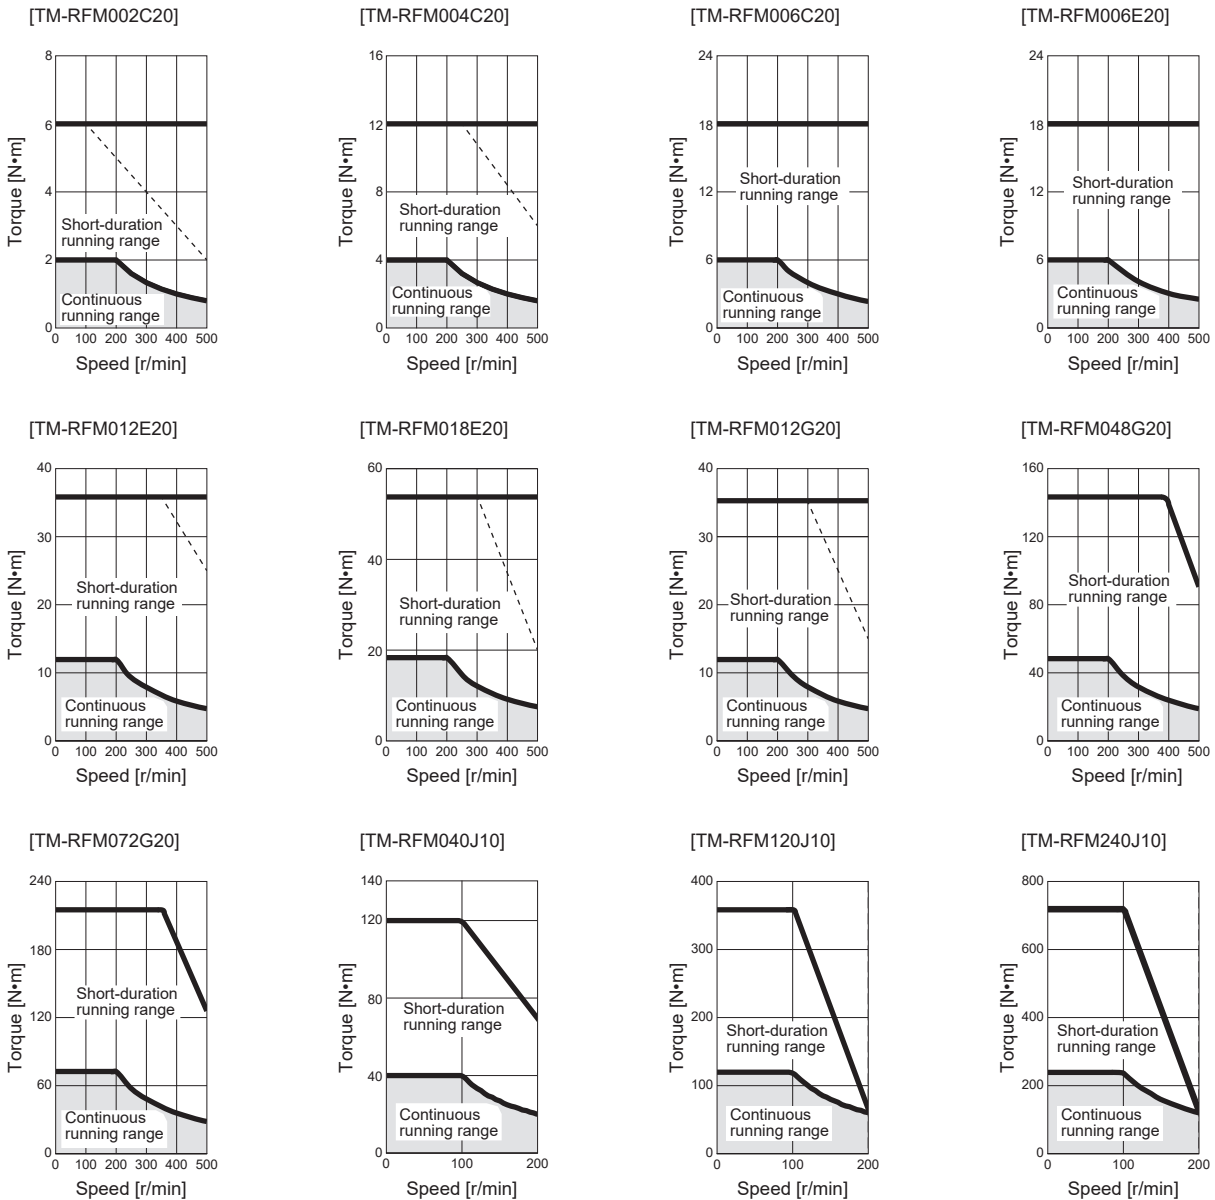 [TM-RFM002C20]
8
6
4
2
0
Torque [N•m]
Short-duration
running range
Continuous
running range
0 100 200 300 400 500
Speed [r/min]
[TM-RFM004C20]
16
12
8
4
0
Torque [N•m]
Short-duration
running range
Continuous
running range
0 100 200 300 400 500
Speed [r/min]
[TM-RFM006C20]
24
18
12
6
0
Torque [N•m]
Short-duration
running range
Continuous
running range
0 100 200 300 400 500
Speed [r/min]
[TM-RFM006E20]
24
18
12
6
0
Torque [N•m]
Short-duration
running range
Continuous
running range
0 100 200 300 400 500
Speed [r/min]
[TM-RFM012E20]
40
30
20
10
0
Torque [N•m]
Short-duration
running range
Continuous
running range
0 100 200 300 400 500
Speed [r/min]
[TM-RFM018E20]
60
40
20
0
Torque [N•m]
Short-duration
running range
Continuous
running range
0 100 200 300 400 500
Speed [r/min]
[TM-RFM012G20]
40
30
20
10
0
Torque [N•m]
Short-duration
running range
Continuous
running range
0 100 200 300 400 500
Speed [r/min]
[TM-RFM048G20]
160
120
80
40
0
Torque [N•m]
Short-duration
running range
Continuous
running range
0 100 200 300 400 500
Speed [r/min]
[TM-RFM072G20]
240
180
120
60
0
Torque [N•m]
Short-duration
running range
Continuous
running range
0 100 200 300 400 500
Speed [r/min]
[TM-RFM040J10]
140
120
80
40
0
Torque [N•m]
Short-duration
running range
Continuous
running range
0 100 200
Speed [r/min]
[TM-RFM120J10]
400
300
200
100
0
Torque [N•m]
Short-duration
running range
Continuous
running range
0 100 200
Speed [r/min]
[TM-RFM240J10]
800
600
400
200
0
Torque [N•m]
Short-duration
running range
Continuous
running range
0 100 200
Speed [r/min]